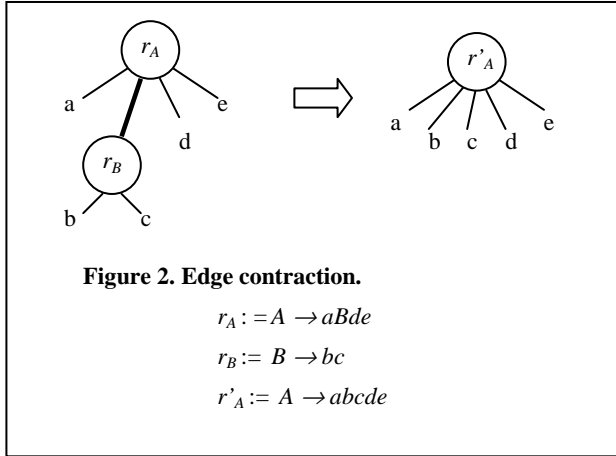 r_A
r'_A
a
e
d
r_B
b
c
a
b
c
d
e
Figure 2. Edge contraction.
r_A := A → aBde
r_B := B → bc
r'_A := A → abcde